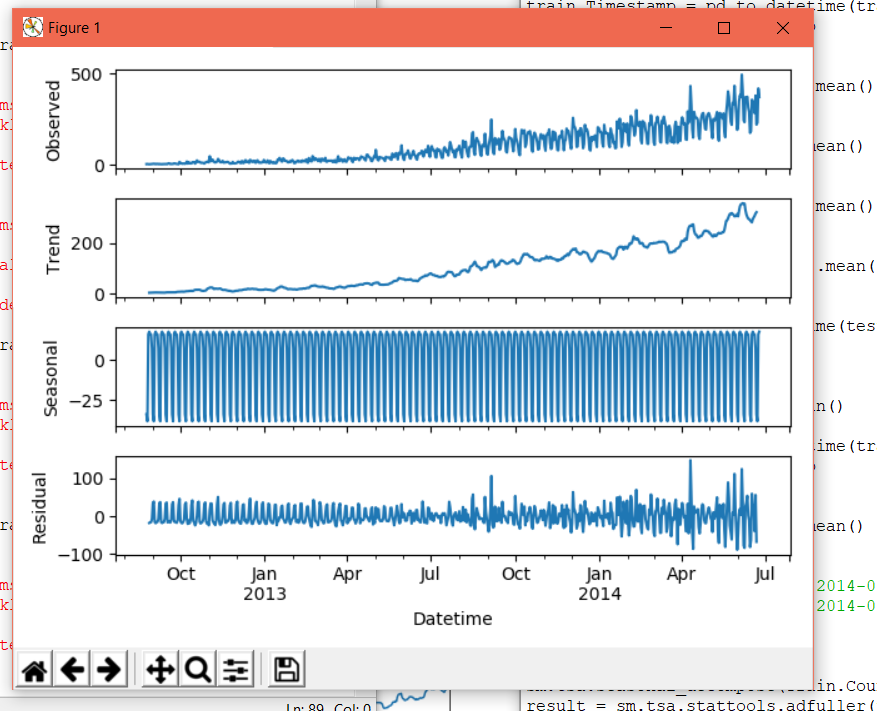 train.Timestamp = pd.to_datetime(tr
Figure 1
mean()
mean()
mean()
.mean(
me(tes
n()
ime(tr
mean()
2014-0
2014-0
500
0
Observed
200
0
Trend
0
−25
Seasonal
100
0
−100
Residual
Oct
Jan
2013
Apr
Jul
Oct
Jan
2014
Apr
Jul
Datetime
Ln: 89 Col: 0
result = sm.tsa.stattools.adfuller(